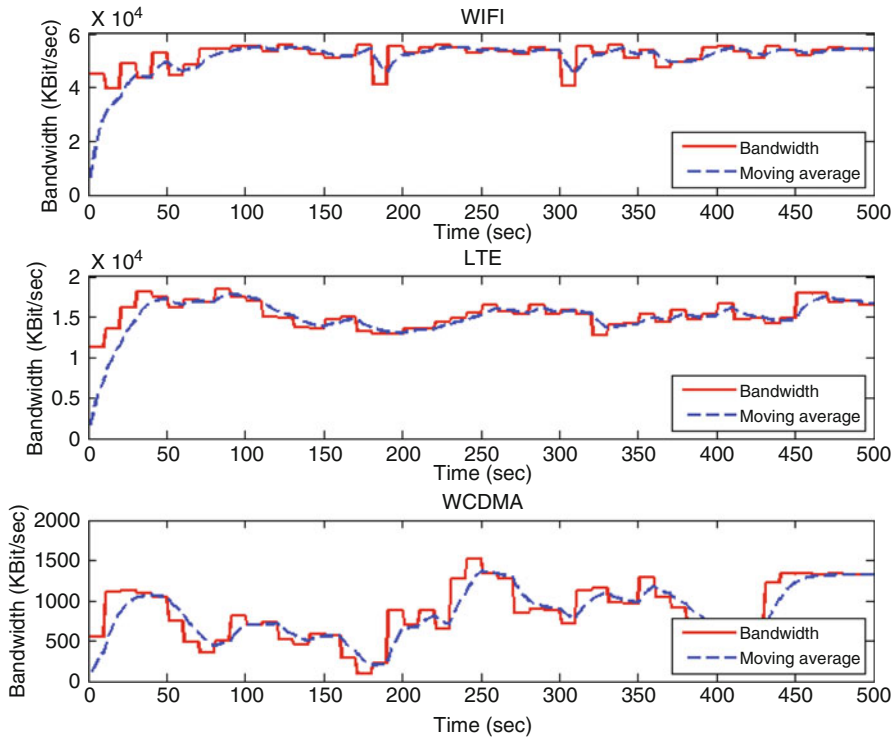 WIFI
X 10⁴
Bandwidth (KBit/sec)
6
4
2
0
Bandwidth
Moving average
0 50 100 150 200 250 300 350 400 450 500
Time (sec)
LTE
X 10⁴
Bandwidth (KBit/sec)
2
1.5
1
0.5
0
Bandwidth
Moving average
0 50 100 150 200 250 300 350 400 450 500
Time (sec)
WCDMA
Bandwidth (KBit/sec)
2000
1500
1000
500
0
Bandwidth
Moving average
0 50 100 150 200 250 300 350 400 450 500
Time (sec)